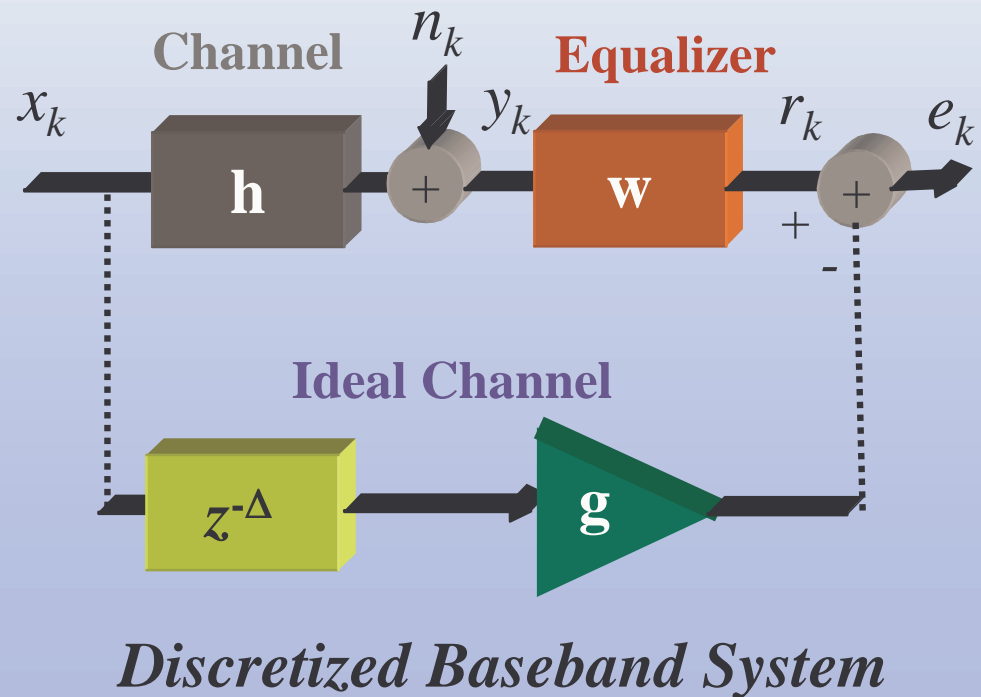 n_k
Channel
Equalizer
x_k
y_k
r_k
e_k
h
+
w
+
+
-
Ideal Channel
z^{-Δ}
g
Discretized Baseband System